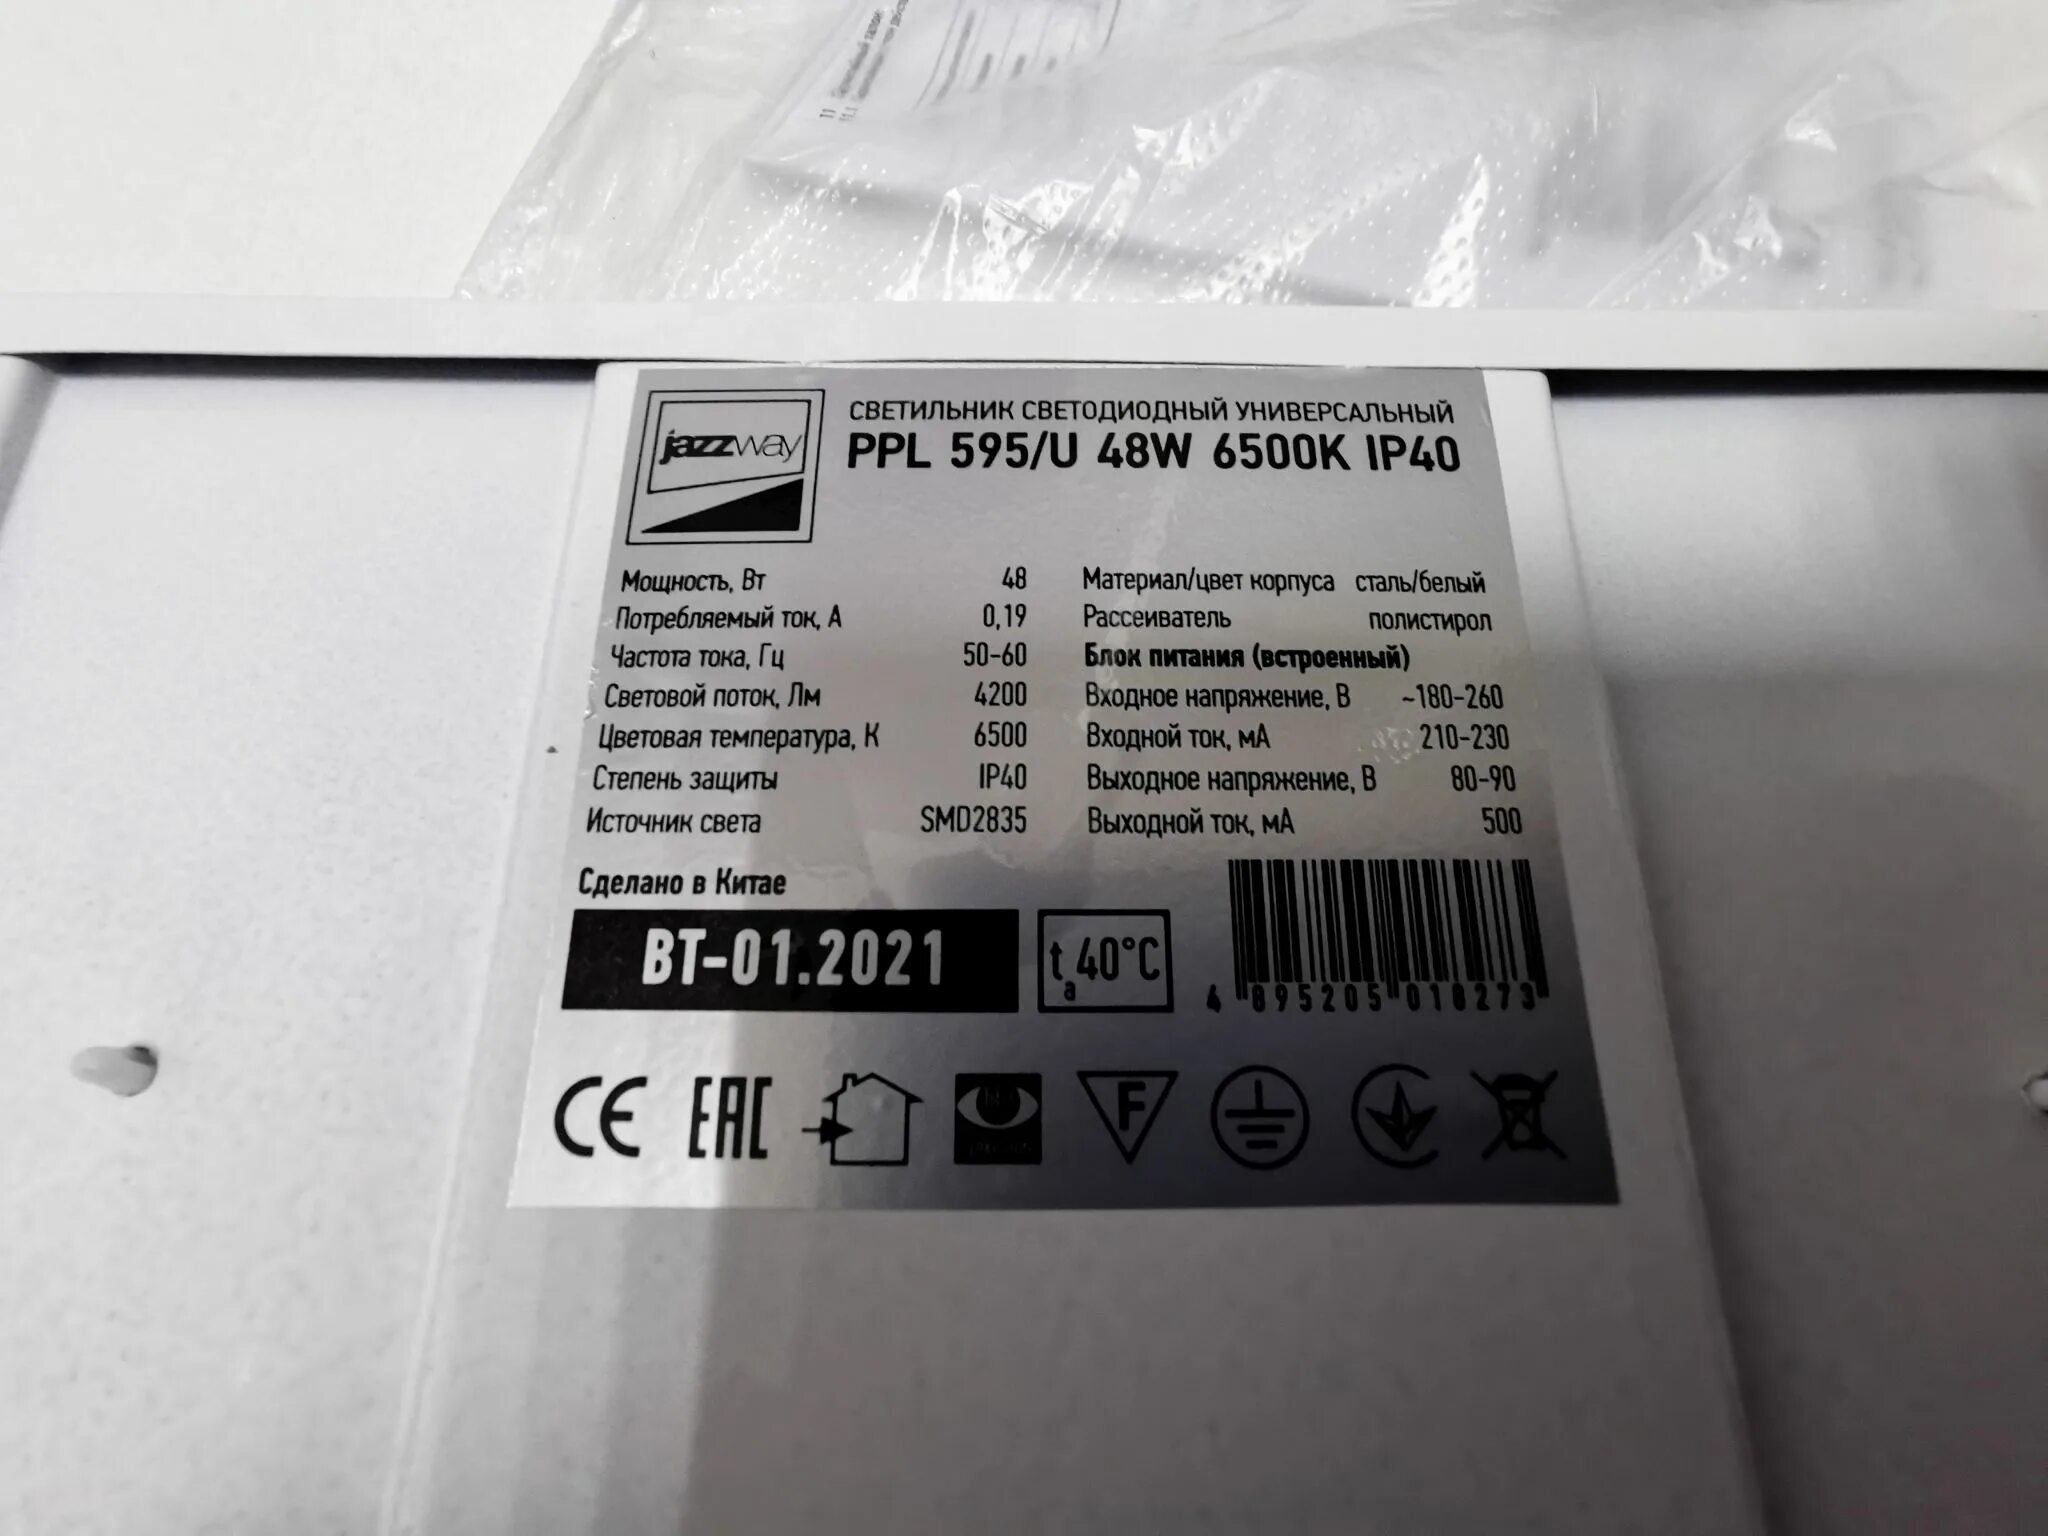 jazzway
СВЕТИЛЬНИК СВЕТОДИОДНЫЙ УНИВЕРСАЛЬНЫЙ
PPL 595/U 48W 6500K IP40
Мощность, Вт 48
Потребляемый ток, А 0,19
Частота тока, Гц 50-60
Световой поток, Лм 4200
Цветовая температура, К 6500
Степень защиты IP40
Источник света SMD2835
Материал/цвет корпуса сталь/белый
Рассеиватель полистирол
Блок питания (встроенный)
Входное напряжение, В ~180-260
Входной ток, мА 210-230
Выходное напряжение, В 80-90
Выходной ток, мА 500
Сделано в Китае
ВТ-01.2021
ta 40°C
4 895205 018273
CE EAC F